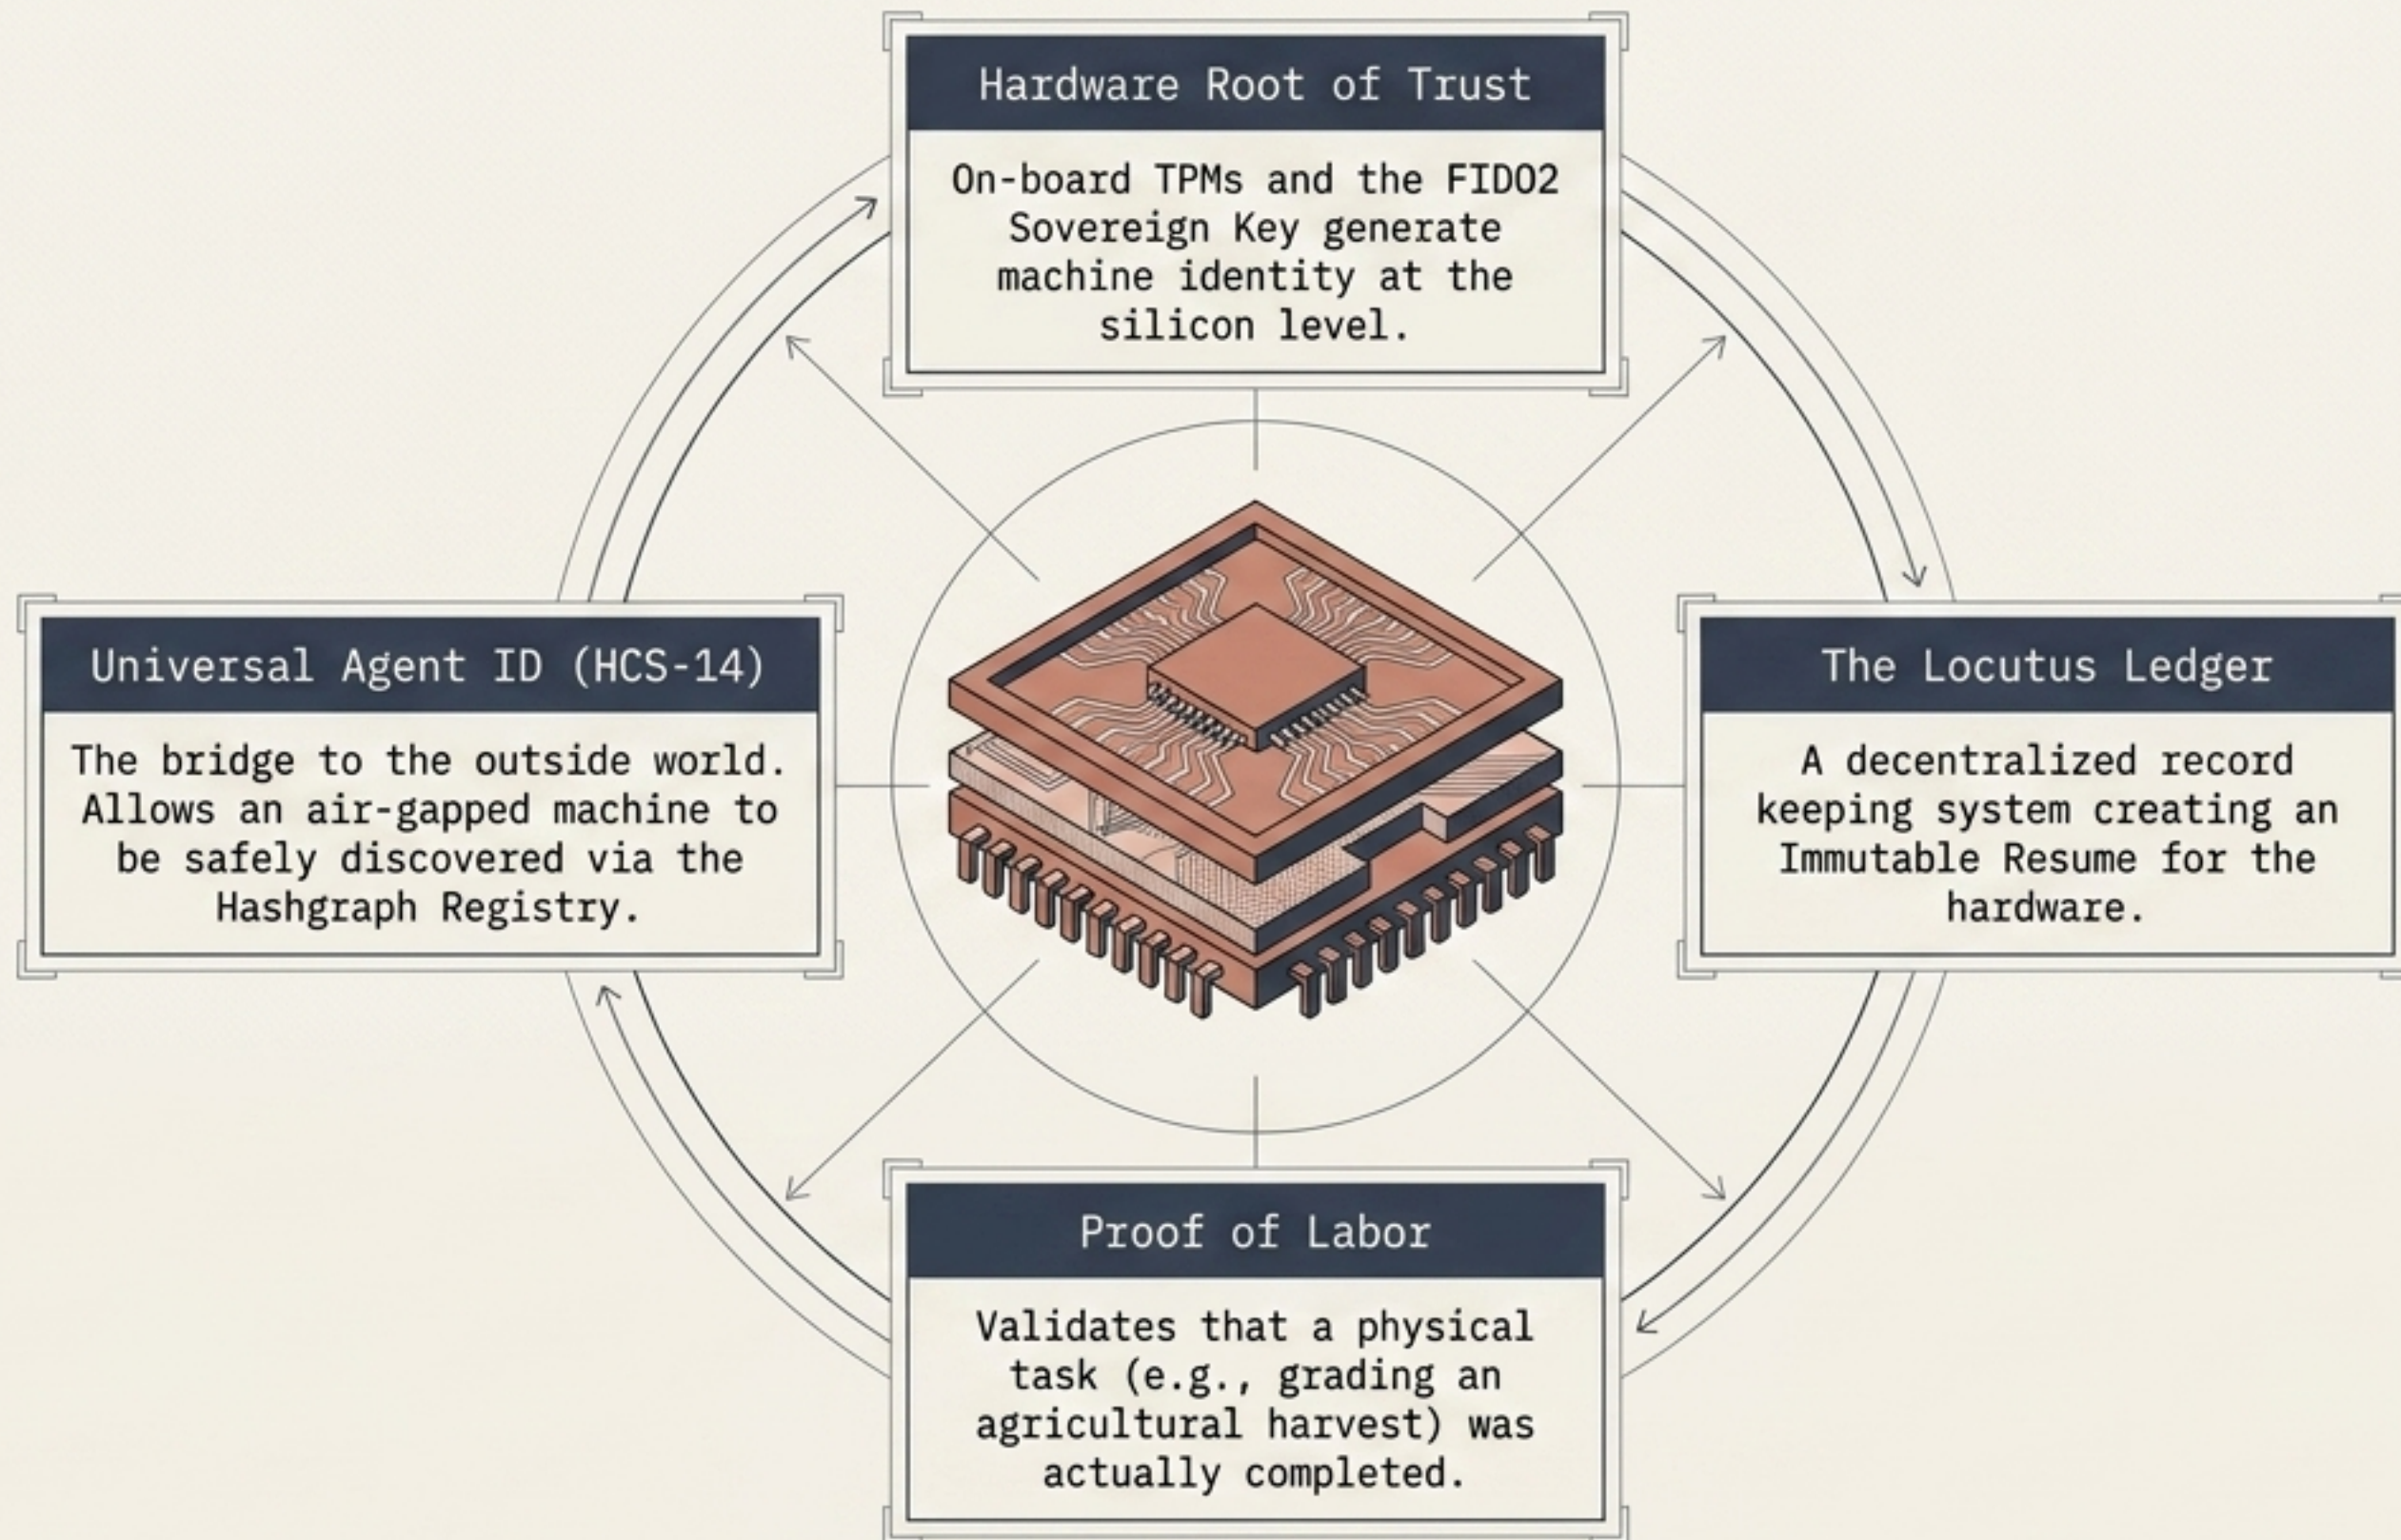 Hardware Root of Trust
On-board TPMs and the FIDO2
Sovereign Key generate
machine identity at the
silicon level.
Universal Agent ID (HCS-14)
The bridge to the outside world.
Allows an air-gapped machine to
be safely discovered via the
Hashgraph Registry.
The Locutus Ledger
A decentralized record
keeping system creating an
Immutable Resume for the
hardware.
Proof of Labor
Validates that a physical
task (e.g., grading an
agricultural harvest) was
actually completed.